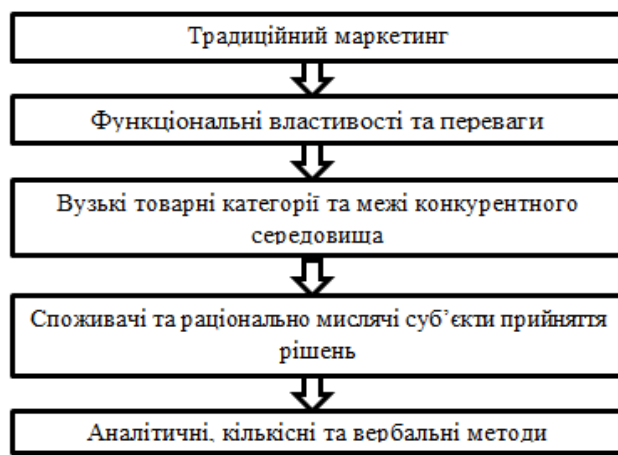 Традиційний маркетинг
Функціональні властивості та переваги
Вузькі товарні категорії та межі конкурентного
середовища
Споживачі та раціонально мислячі суб’єкти прийняття
рішень
Аналітичні, кількісні та вербальні методи